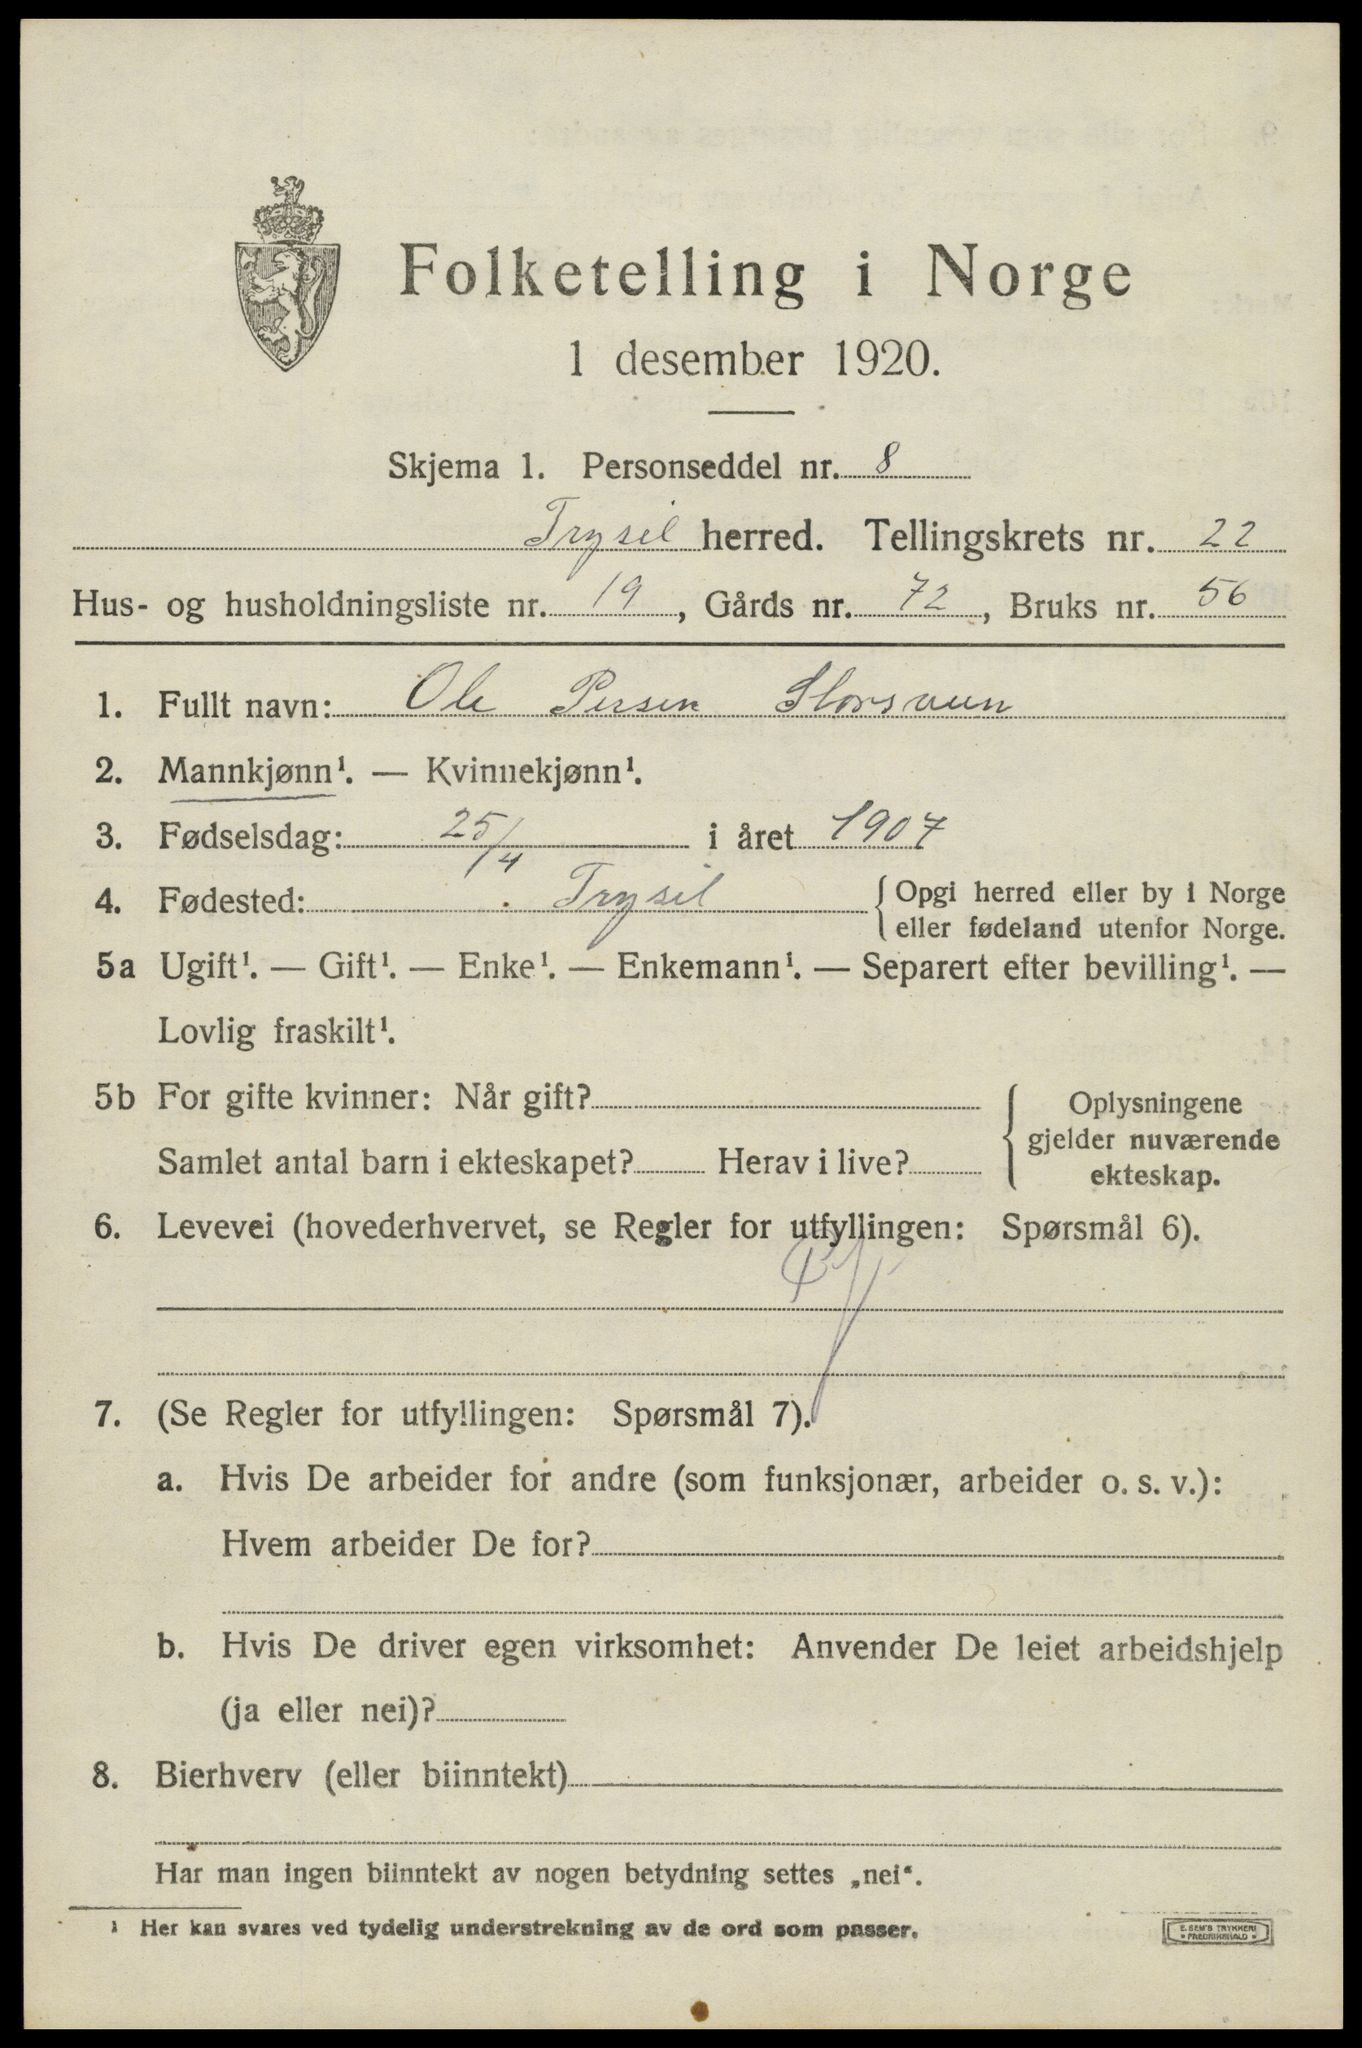 Folketelling i Norge
1 desember 1920.
Skjema 1. Personseddel nr. 8
Trysil herred. Tellingskrets nr. 22
Hus- og husholdningsliste nr. 19, Gårds nr. 72, Bruks nr. 56
1. Fullt navn: Ole Persen Storsveen
2. Mannkjønn¹. — Kvinnekjønn¹.
3. Fødselsdag: 25/4 i året 1907
4. Fødested: Trysil { Opgi herred eller by i Norge
eller fødeland utenfor Norge.
5a Ugift¹. — Gift¹. — Enke¹. — Enkemann¹. — Separert efter bevilling¹. —
Lovlig fraskilt¹.
5b For gifte kvinner: Når gift?
Samlet antal barn i ekteskapet? Herav i live?
{ Oplysningene
gjelder nuværende
ekteskap.
6. Levevei (hovederhvervet, se Regler for utfyllingen: Spørsmål 6).
7. (Se Regler for utfyllingen: Spørsmål 7).
a. Hvis De arbeider for andre (som funksjonær, arbeider o. s. v.):
Hvem arbeider De for?
b. Hvis De driver egen virksomhet: Anvender De leiet arbeidshjelp
(ja eller nei)?
8. Bierhverv (eller biinntekt)
Har man ingen biinntekt av nogen betydning settes „nei“.
¹ Her kan svares ved tydelig understrekning av de ord som passer.
E. SEM'S TRYKKERI
• FREDRIKSHALD •